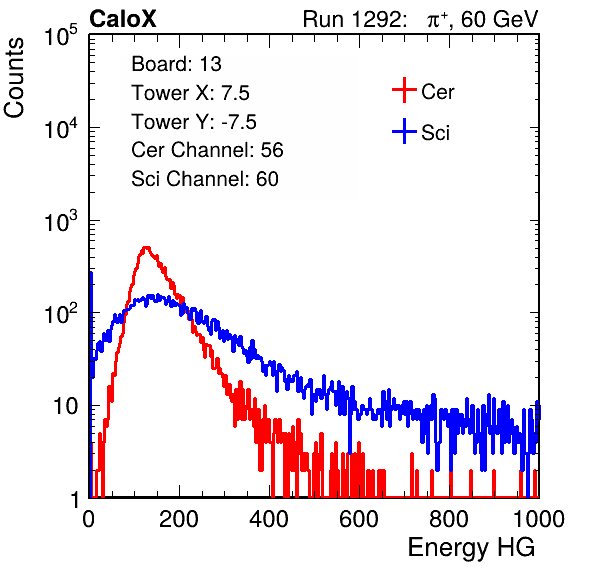 CaloX Run 1292: π⁺, 60 GeV
Counts
Board: 13
Tower X: 7.5
Tower Y: -7.5
Cer Channel: 56
Sci Channel: 60
Cer
Sci
10⁵
10⁴
10³
10²
10
1
0 200 400 600 800 1000
Energy HG